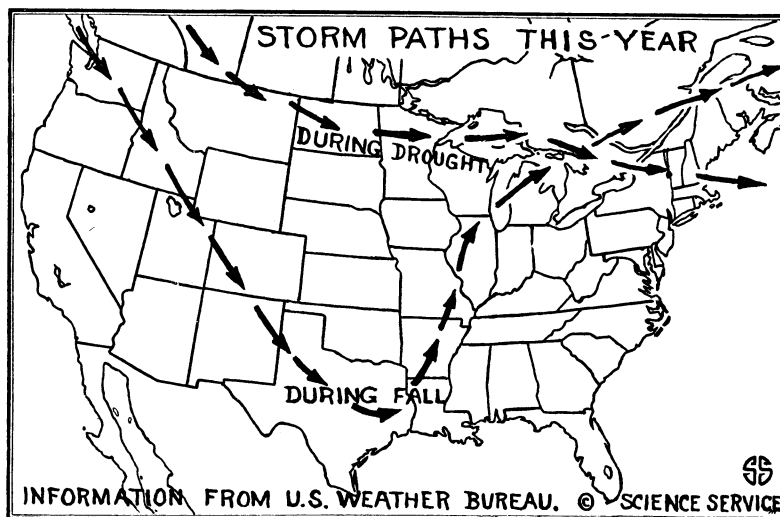 STORM PATHS THIS-YEAR
DURING DROUGHT
DURING FALL
SS
INFORMATION FROM U.S. WEATHER BUREAU. © SCIENCE SERVICE